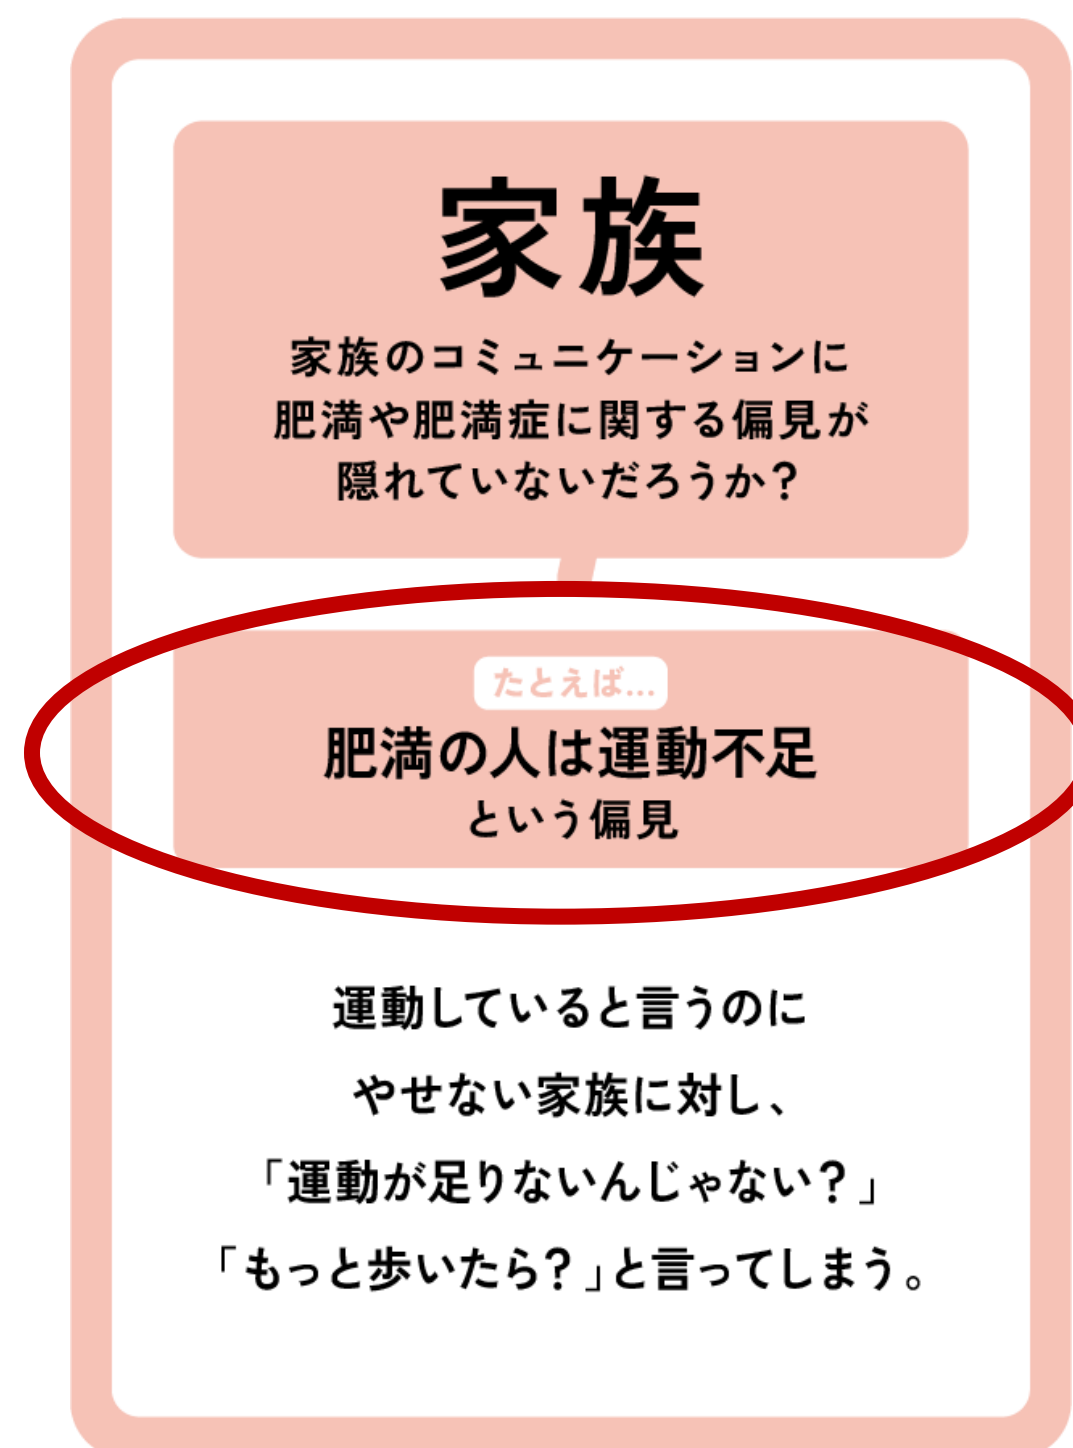 家族
家族のコミュニケーションに
肥満や肥満症に関する偏見が
隠れていないだろうか？
たとえば…
肥満の人は運動不足
という偏見
運動していると言うのに
やせない家族に対し、
「運動が足りないんじゃない？」
「もっと歩いたら？」と言ってしまう。